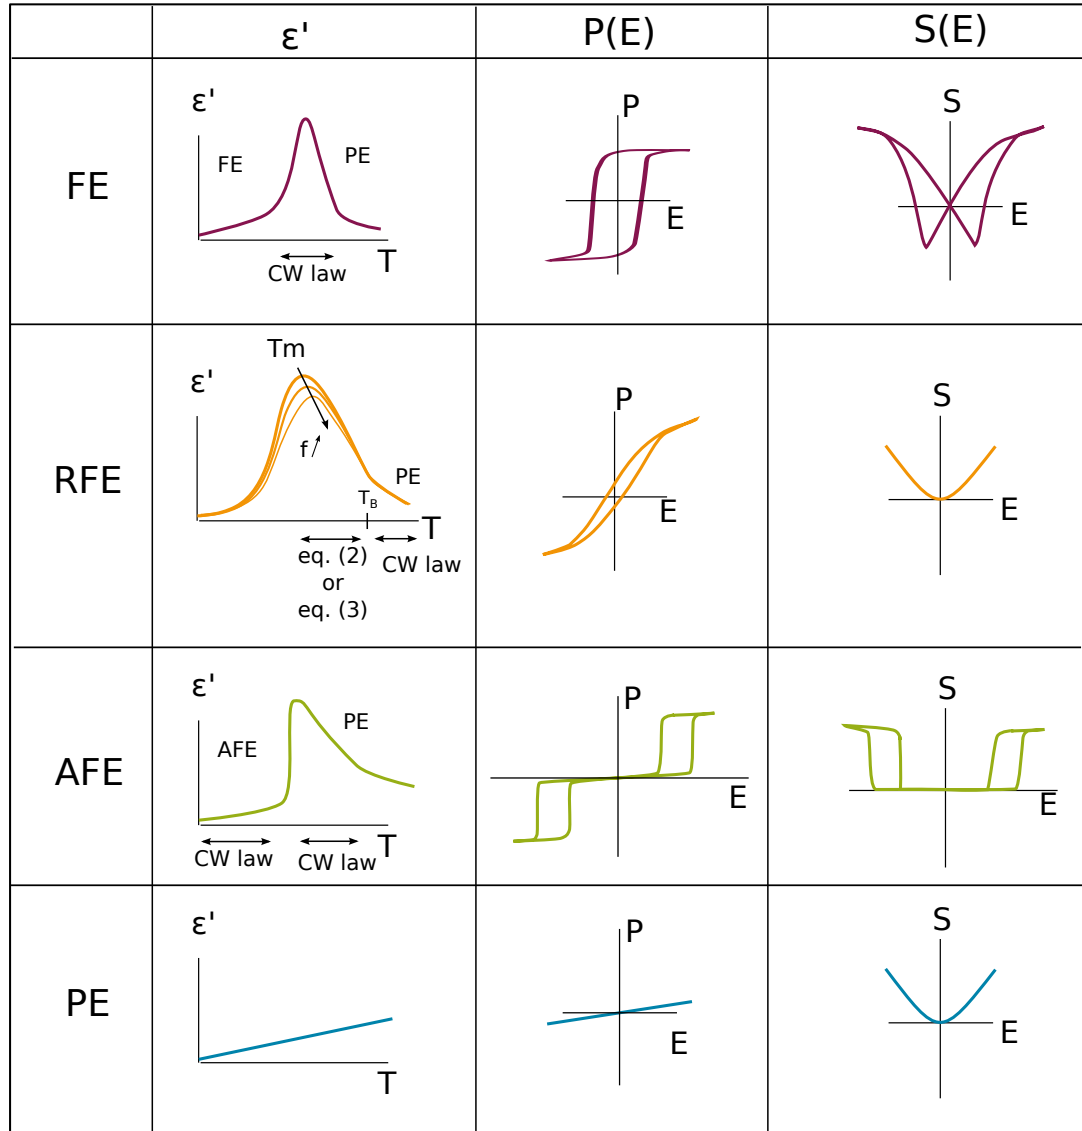 ε'
P(E)
S(E)
FE
ε'
FE
PE
T
CW law
P
E
S
E
RFE
ε'
Tm
f
PE
T_B
T
eq. (2)
or
eq. (3)
CW law
P
E
S
E
AFE
ε'
AFE
PE
T
CW law
CW law
P
E
S
E
PE
ε'
T
P
E
S
E